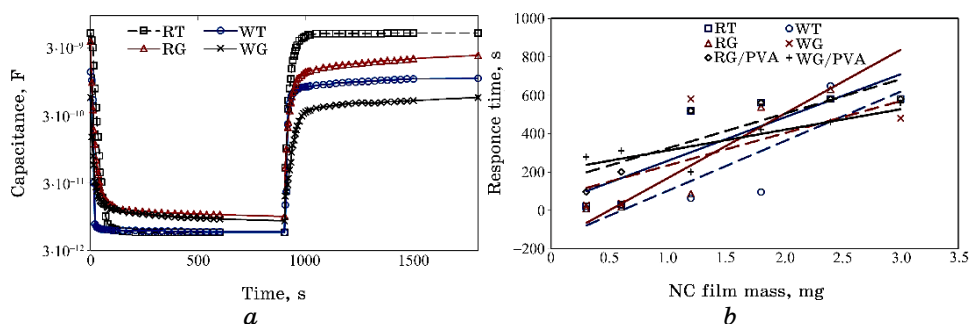 Capacitance, F
3·10⁻⁹
3·10⁻¹⁰
3·10⁻¹¹
3·10⁻¹²
RT WT
RG WG
0 500 1000 1500
Time, s
a
Responce time, s
1000
800
600
400
200
0
−200
RT WT
RG WG
RG/PVA WG/PVA
0 0.5 1.0 1.5 2.0 2.5 3.0 3.5
NC film mass, mg
b